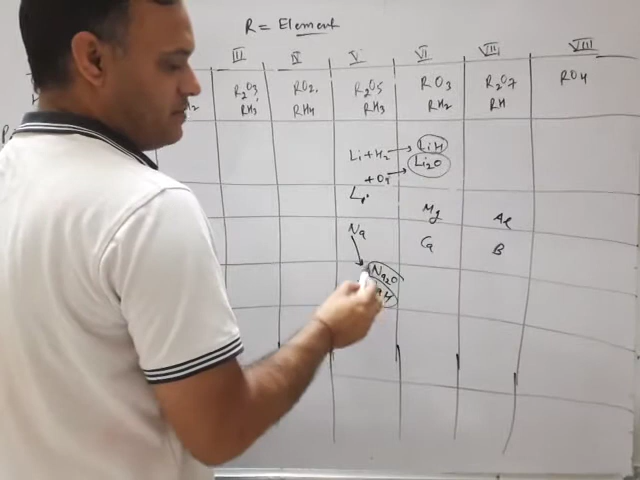 R = Element
III IV V VI VII VIII
R2O3, RO2, R2O5 RO3 R2O7 RO4
RH3 RH4 RH3 RH2 RH
Li + H2 → LiH
+ O2 → Li2O
Li
Mg Al
Na Ca B
Na2O